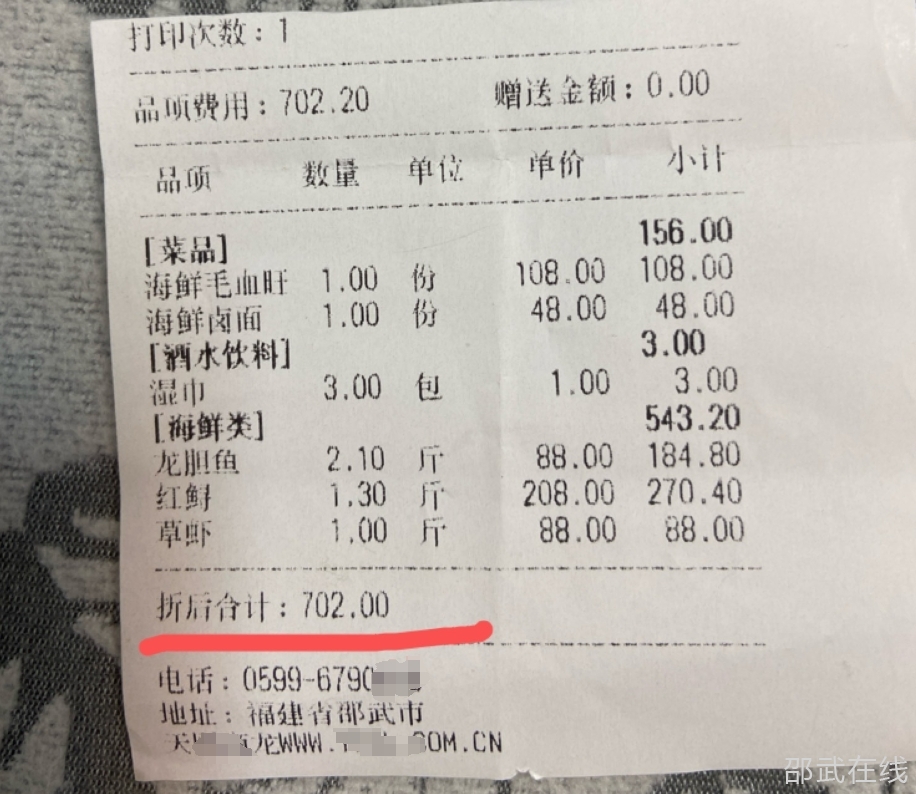 打印次数：1
品项费用：702.20 赠送金额：0.00
品项 数量 单位 单价 小计
[菜品] 156.00
海鲜毛血旺 1.00 份 108.00 108.00
海鲜卤面 1.00 份 48.00 48.00
[酒水饮料] 3.00
湿巾 3.00 包 1.00 3.00
[海鲜类] 543.20
龙胆鱼 2.10 斤 88.00 184.80
红鲟 1.30 斤 208.00 270.40
草虾 1.00 斤 88.00 88.00
折后合计：702.00
电话：0599-6790
地址：福建省邵武市
天 龙WWW. COM.CN
邵武在线